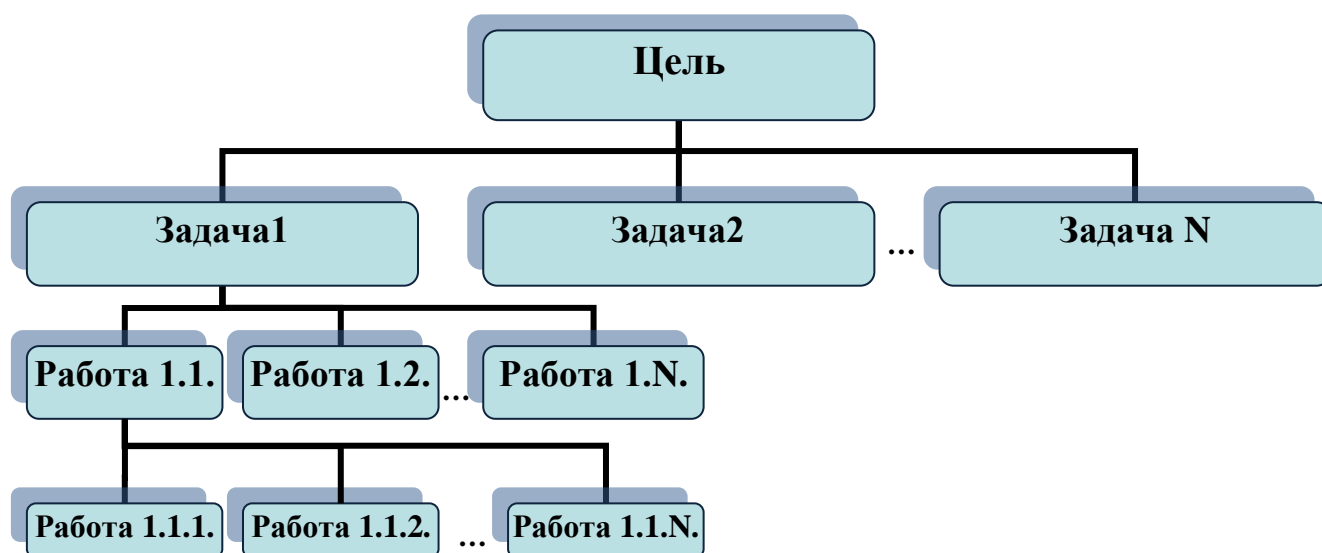 Цель
Задача1
Задача2
...
Задача N
Работа 1.1.
Работа 1.2.
...
Работа 1.N.
Работа 1.1.1.
Работа 1.1.2.
...
Работа 1.1.N.